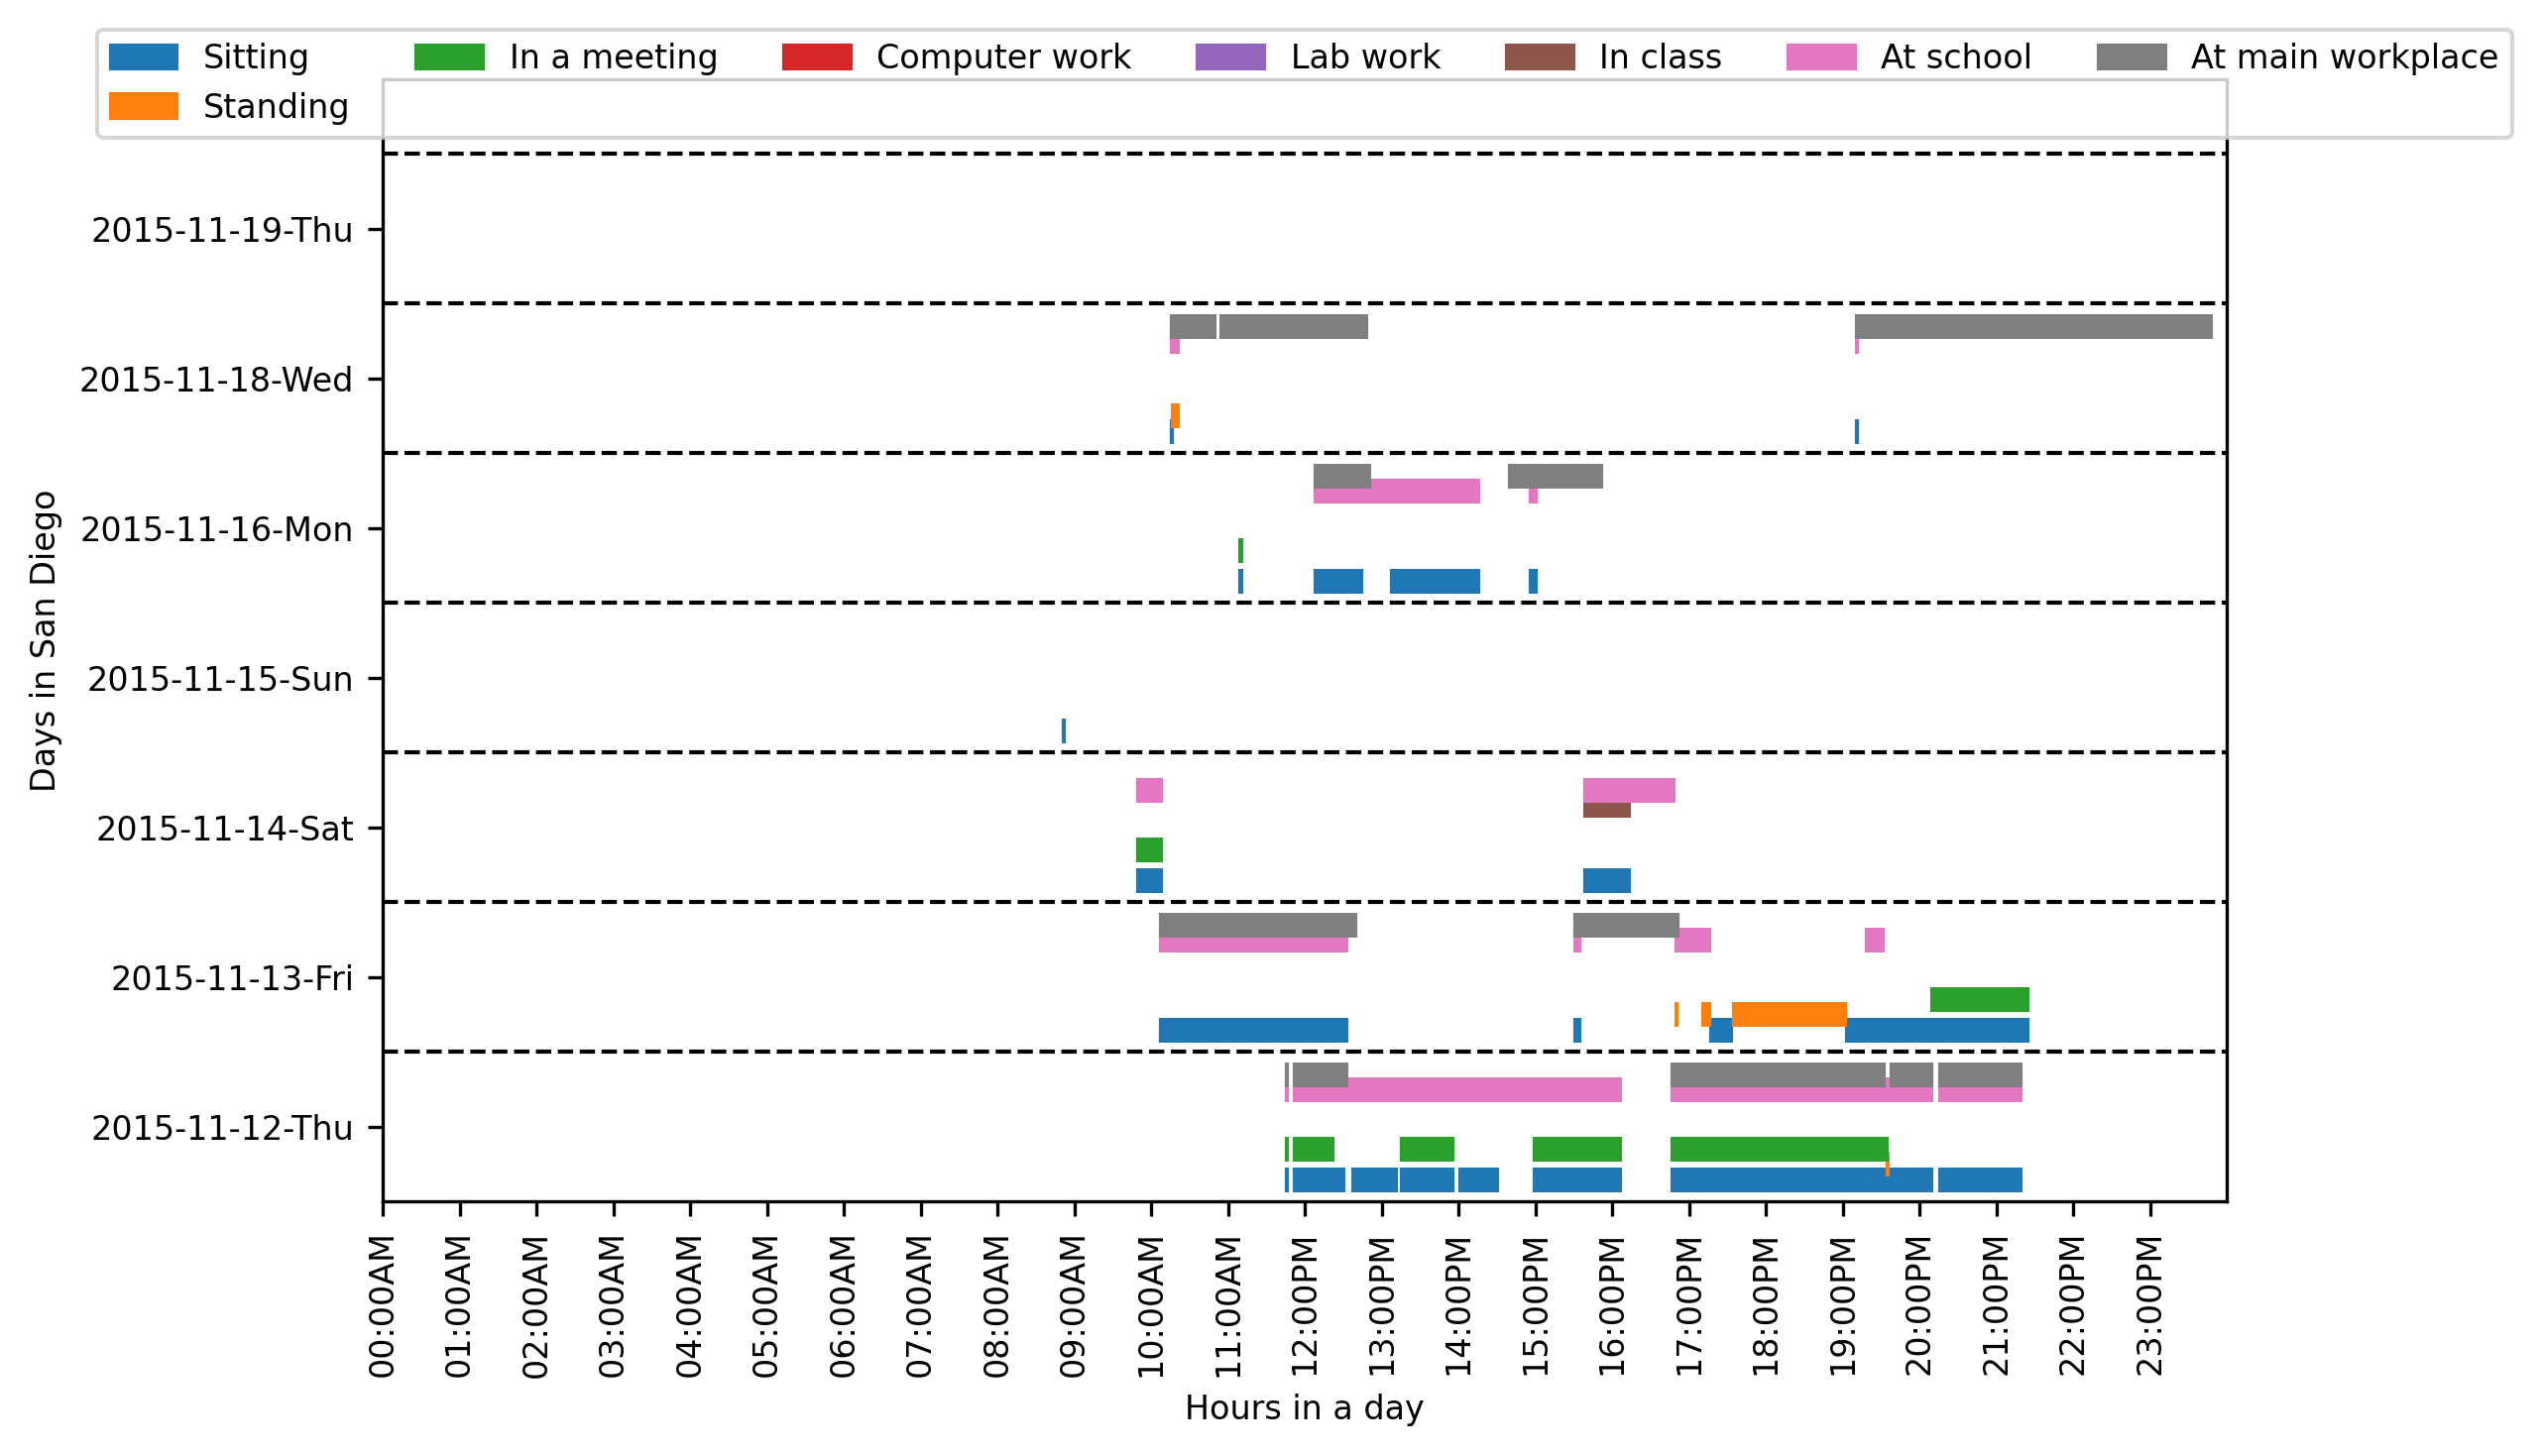 Sitting In a meeting Computer work Lab work In class At school At main workplace
Standing
2015-11-19-Thu
2015-11-18-Wed
2015-11-16-Mon
2015-11-15-Sun
2015-11-14-Sat
2015-11-13-Fri
2015-11-12-Thu
Days in San Diego
00:00AM
01:00AM
02:00AM
03:00AM
04:00AM
05:00AM
06:00AM
07:00AM
08:00AM
09:00AM
10:00AM
11:00AM
12:00PM
13:00PM
14:00PM
15:00PM
16:00PM
17:00PM
18:00PM
19:00PM
20:00PM
21:00PM
22:00PM
23:00PM
Hours in a day